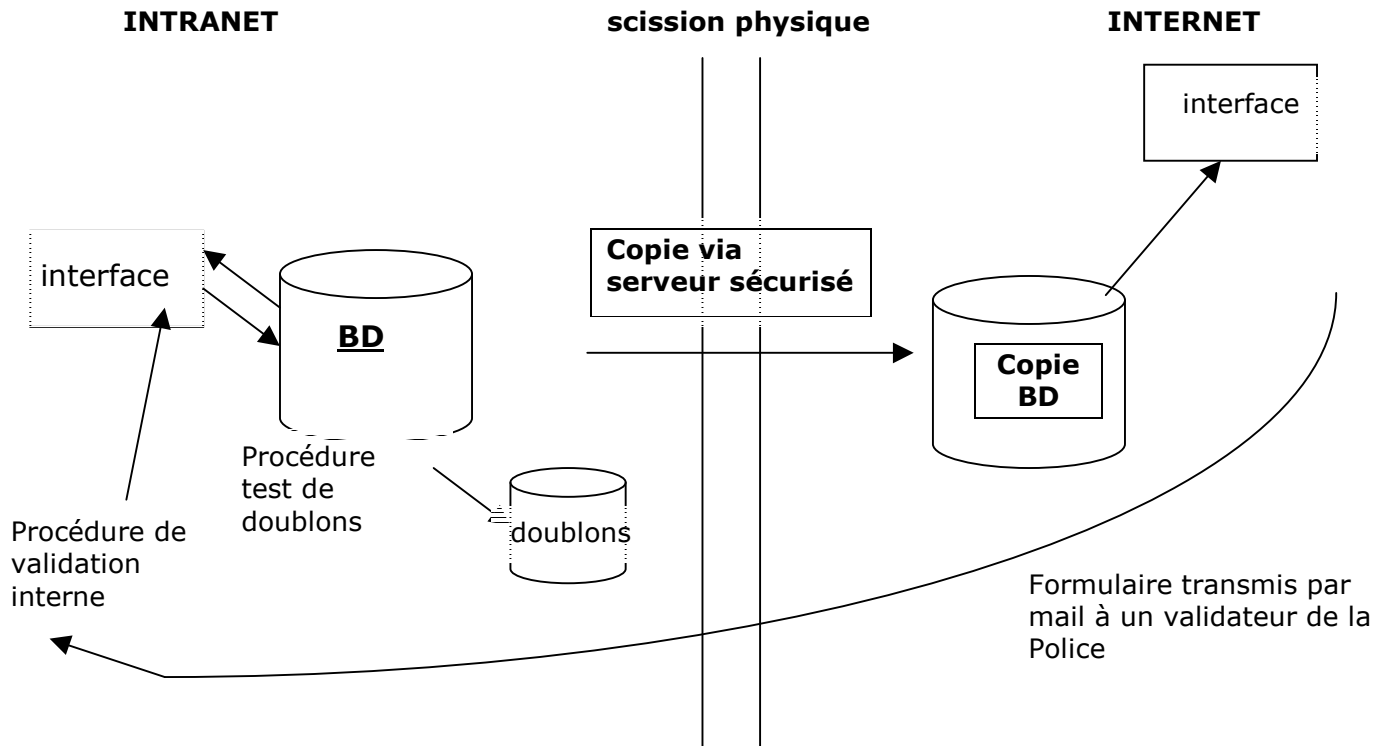 INTRANET
scission physique
INTERNET
interface
Copie via
serveur sécurisé
interface
BD
Copie
BD
Procédure
test de
doublons
doublons
Procédure de
validation
interne
Formulaire transmis par
mail à un validateur de la
Police